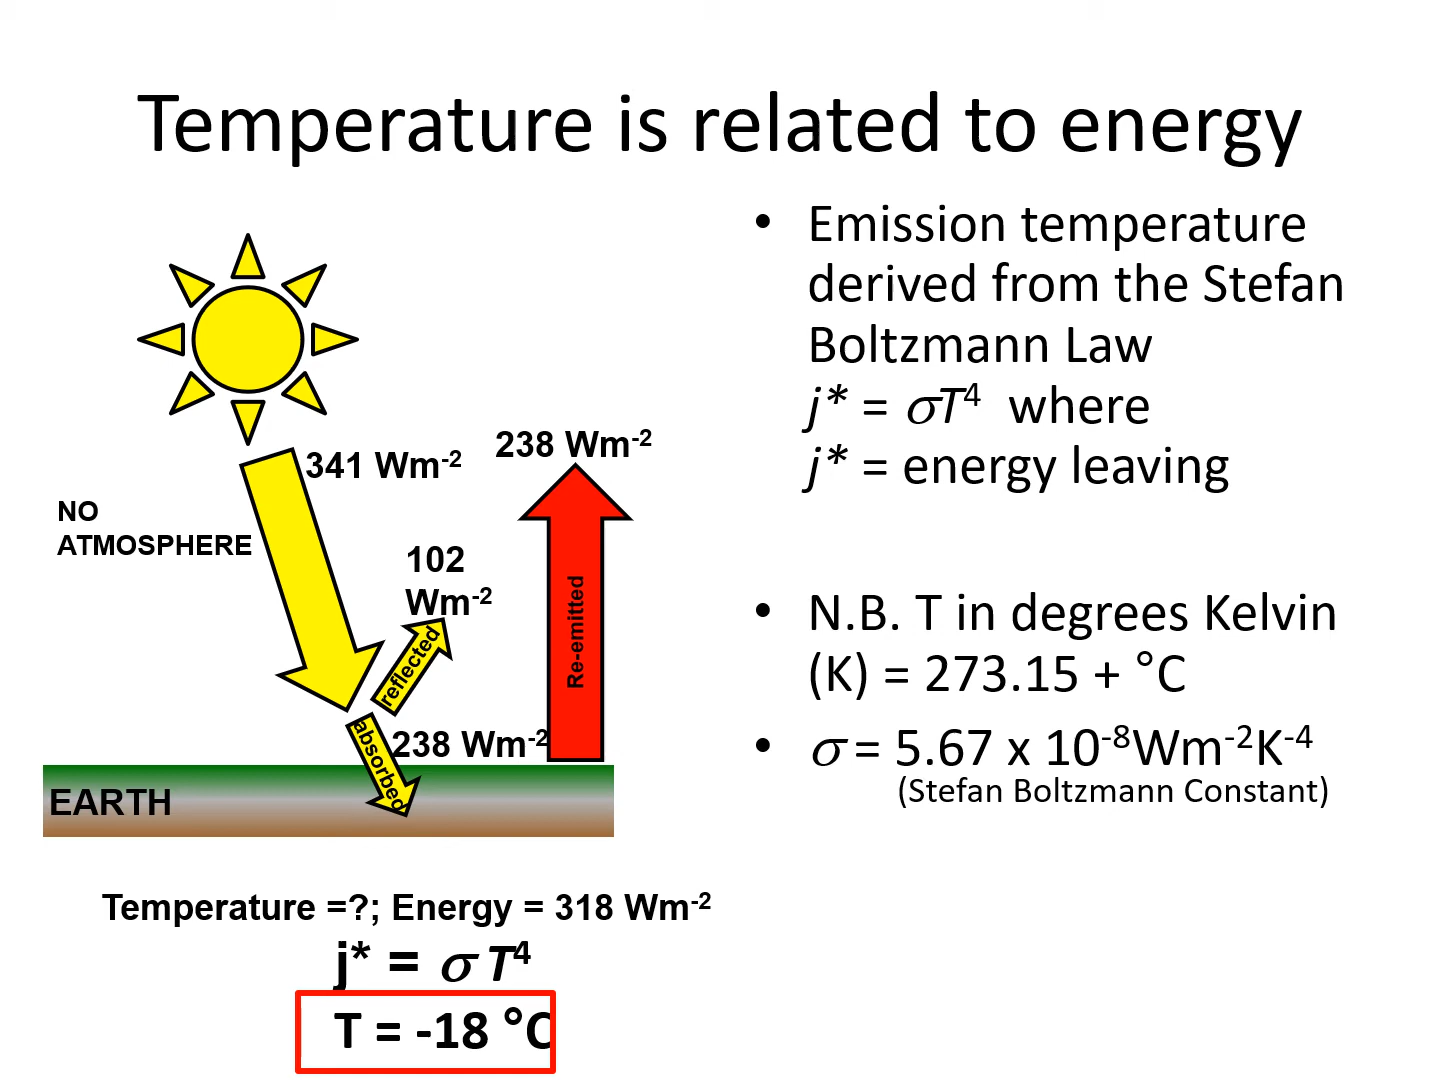 Temperature is related to energy
341 Wm-2
238 Wm-2
NO
ATMOSPHERE
102
Wm-2
reflected
Re-emitted
absorbed
238 Wm-2
EARTH
Temperature =?; Energy = 318 Wm-2
j* = σ T4
T = -18 °C
• Emission temperature
derived from the Stefan
Boltzmann Law
j* = σT4 where
j* = energy leaving
• N.B. T in degrees Kelvin
(K) = 273.15 + °C
• σ = 5.67 x 10-8Wm-2K-4
(Stefan Boltzmann Constant)